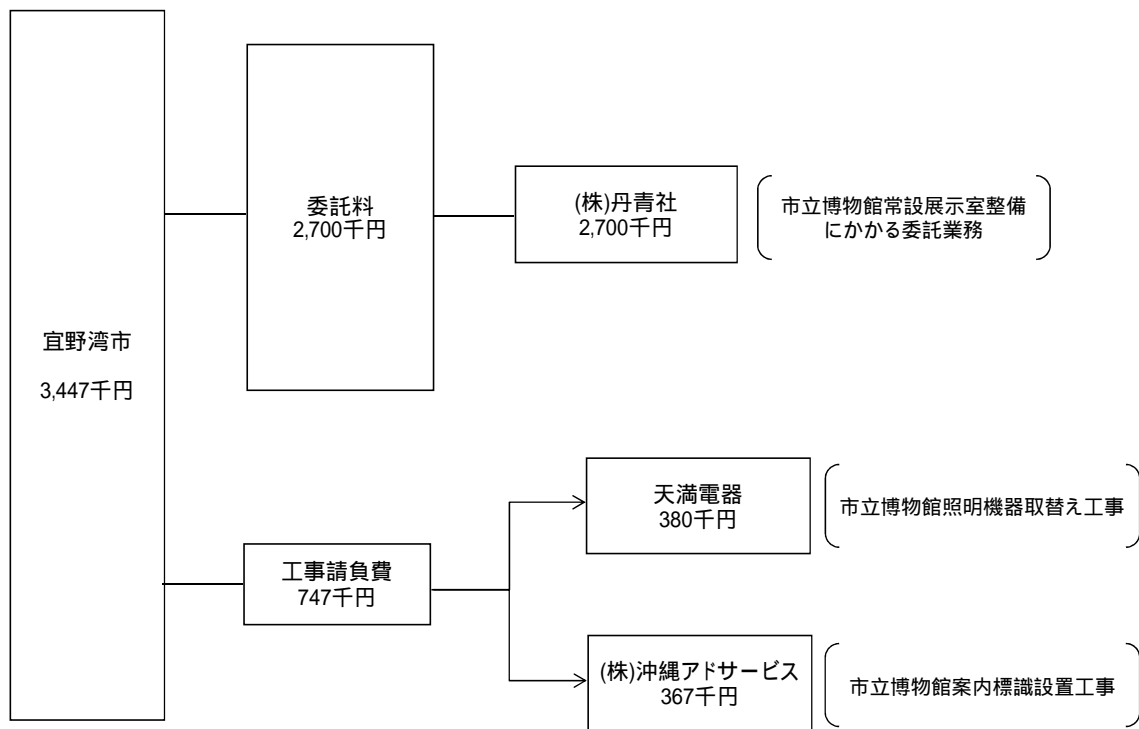 宜野湾市
3,447千円
委託料
2,700千円
(株)丹青社
2,700千円
市立博物館常設展示室整備
にかかる委託業務
工事請負費
747千円
天満電器
380千円
市立博物館照明機器取替え工事
(株)沖縄アドサービス
367千円
市立博物館案内標識設置工事